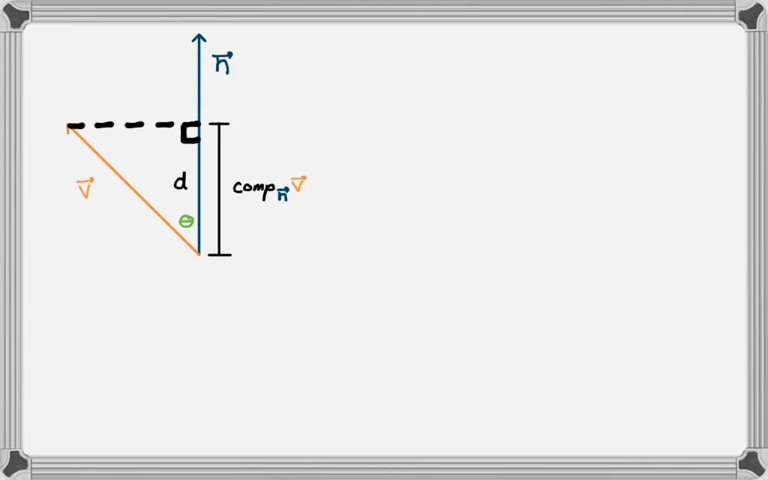 n⃗
v⃗
d
comp n⃗ v⃗
θ